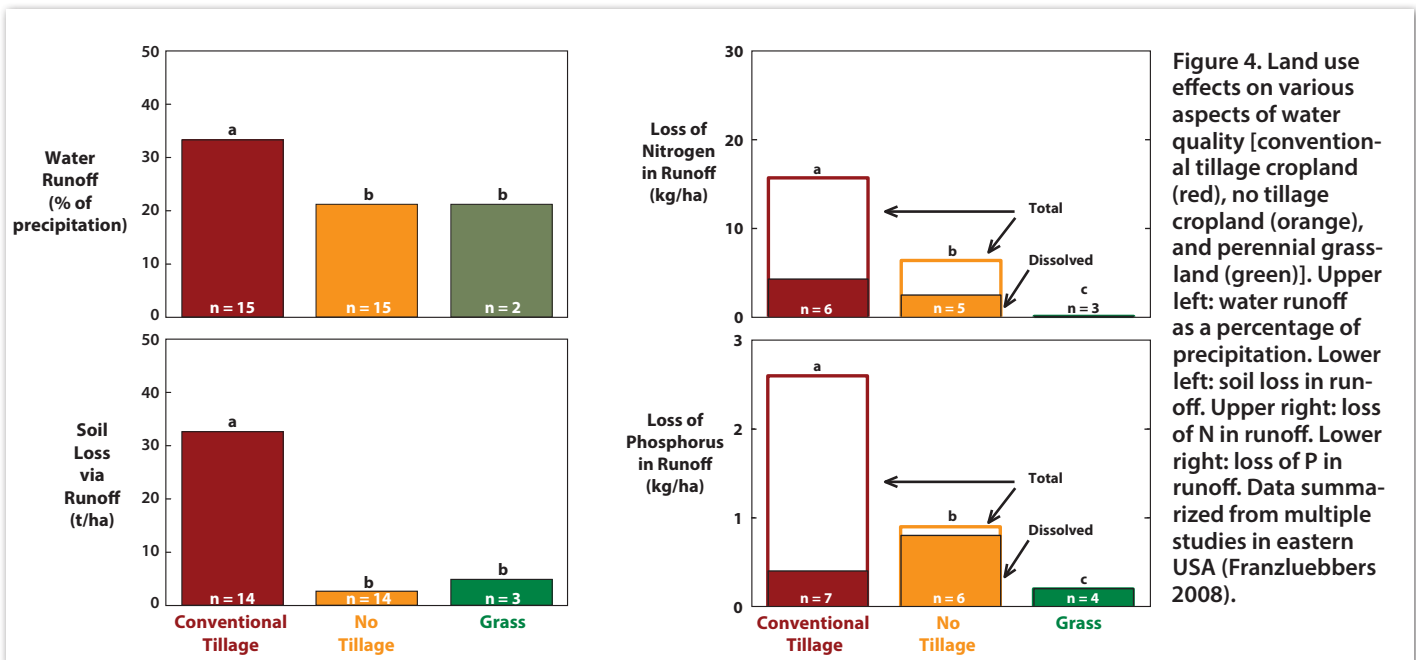 50
40
30
20
10
0
Water
Runoff
(% of
precipitation)
a
b
b
n = 15
n = 15
n = 2
30
20
10
0
Loss of
Nitrogen
in Runoff
(kg/ha)
a
b
c
Total
Dissolved
n = 6
n = 5
n = 3
50
40
30
20
10
0
Soil
Loss
via
Runoff
(t/ha)
a
b
b
n = 14
n = 14
n = 3
Conventional
Tillage
No
Tillage
Grass
3
2
1
0
Loss of
Phosphorus
in Runoff
(kg/ha)
a
b
c
Total
Dissolved
n = 7
n = 6
n = 4
Conventional
Tillage
No
Tillage
Grass
Figure 4. Land use
effects on various
aspects of water
quality [convention-
al tillage cropland
(red), no tillage
cropland (orange),
and perennial grass-
land (green)]. Upper
left: water runoff
as a percentage of
precipitation. Lower
left: soil loss in run-
off. Upper right: loss
of N in runoff. Lower
right: loss of P in
runoff. Data summa-
rized from multiple
studies in eastern
USA (Franzluebbers
2008).